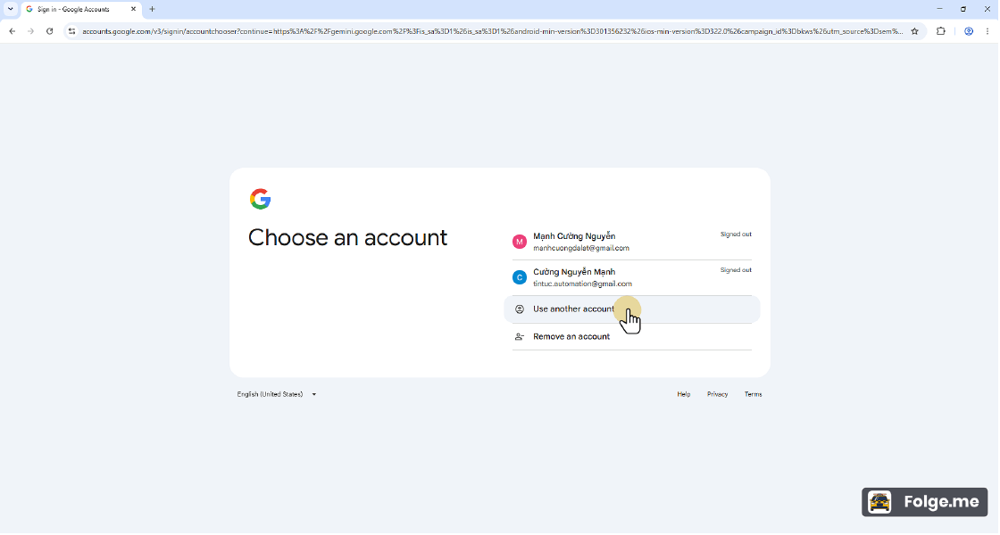 Sign in - Google Accounts
accounts.google.com/v3/signin/accountchooser?continue=https%3A%2F%2Fgemini.google.com%2F%3Fis_sa%3D1%26is_sa%3D1%26android-min-version%3D301356232%26ios-min-version%3D322.0%26campaign_id%3Dbkws%26utm_source%3Dsem%...
Choose an account
M
Mạnh Cường Nguyễn
Signed out
manhcuongdalat@gmail.com
C
Cường Nguyễn Mạnh
Signed out
tintuc.automation@gmail.com
Use another account
Remove an account
English (United States)
Help
Privacy
Terms
Folge.me